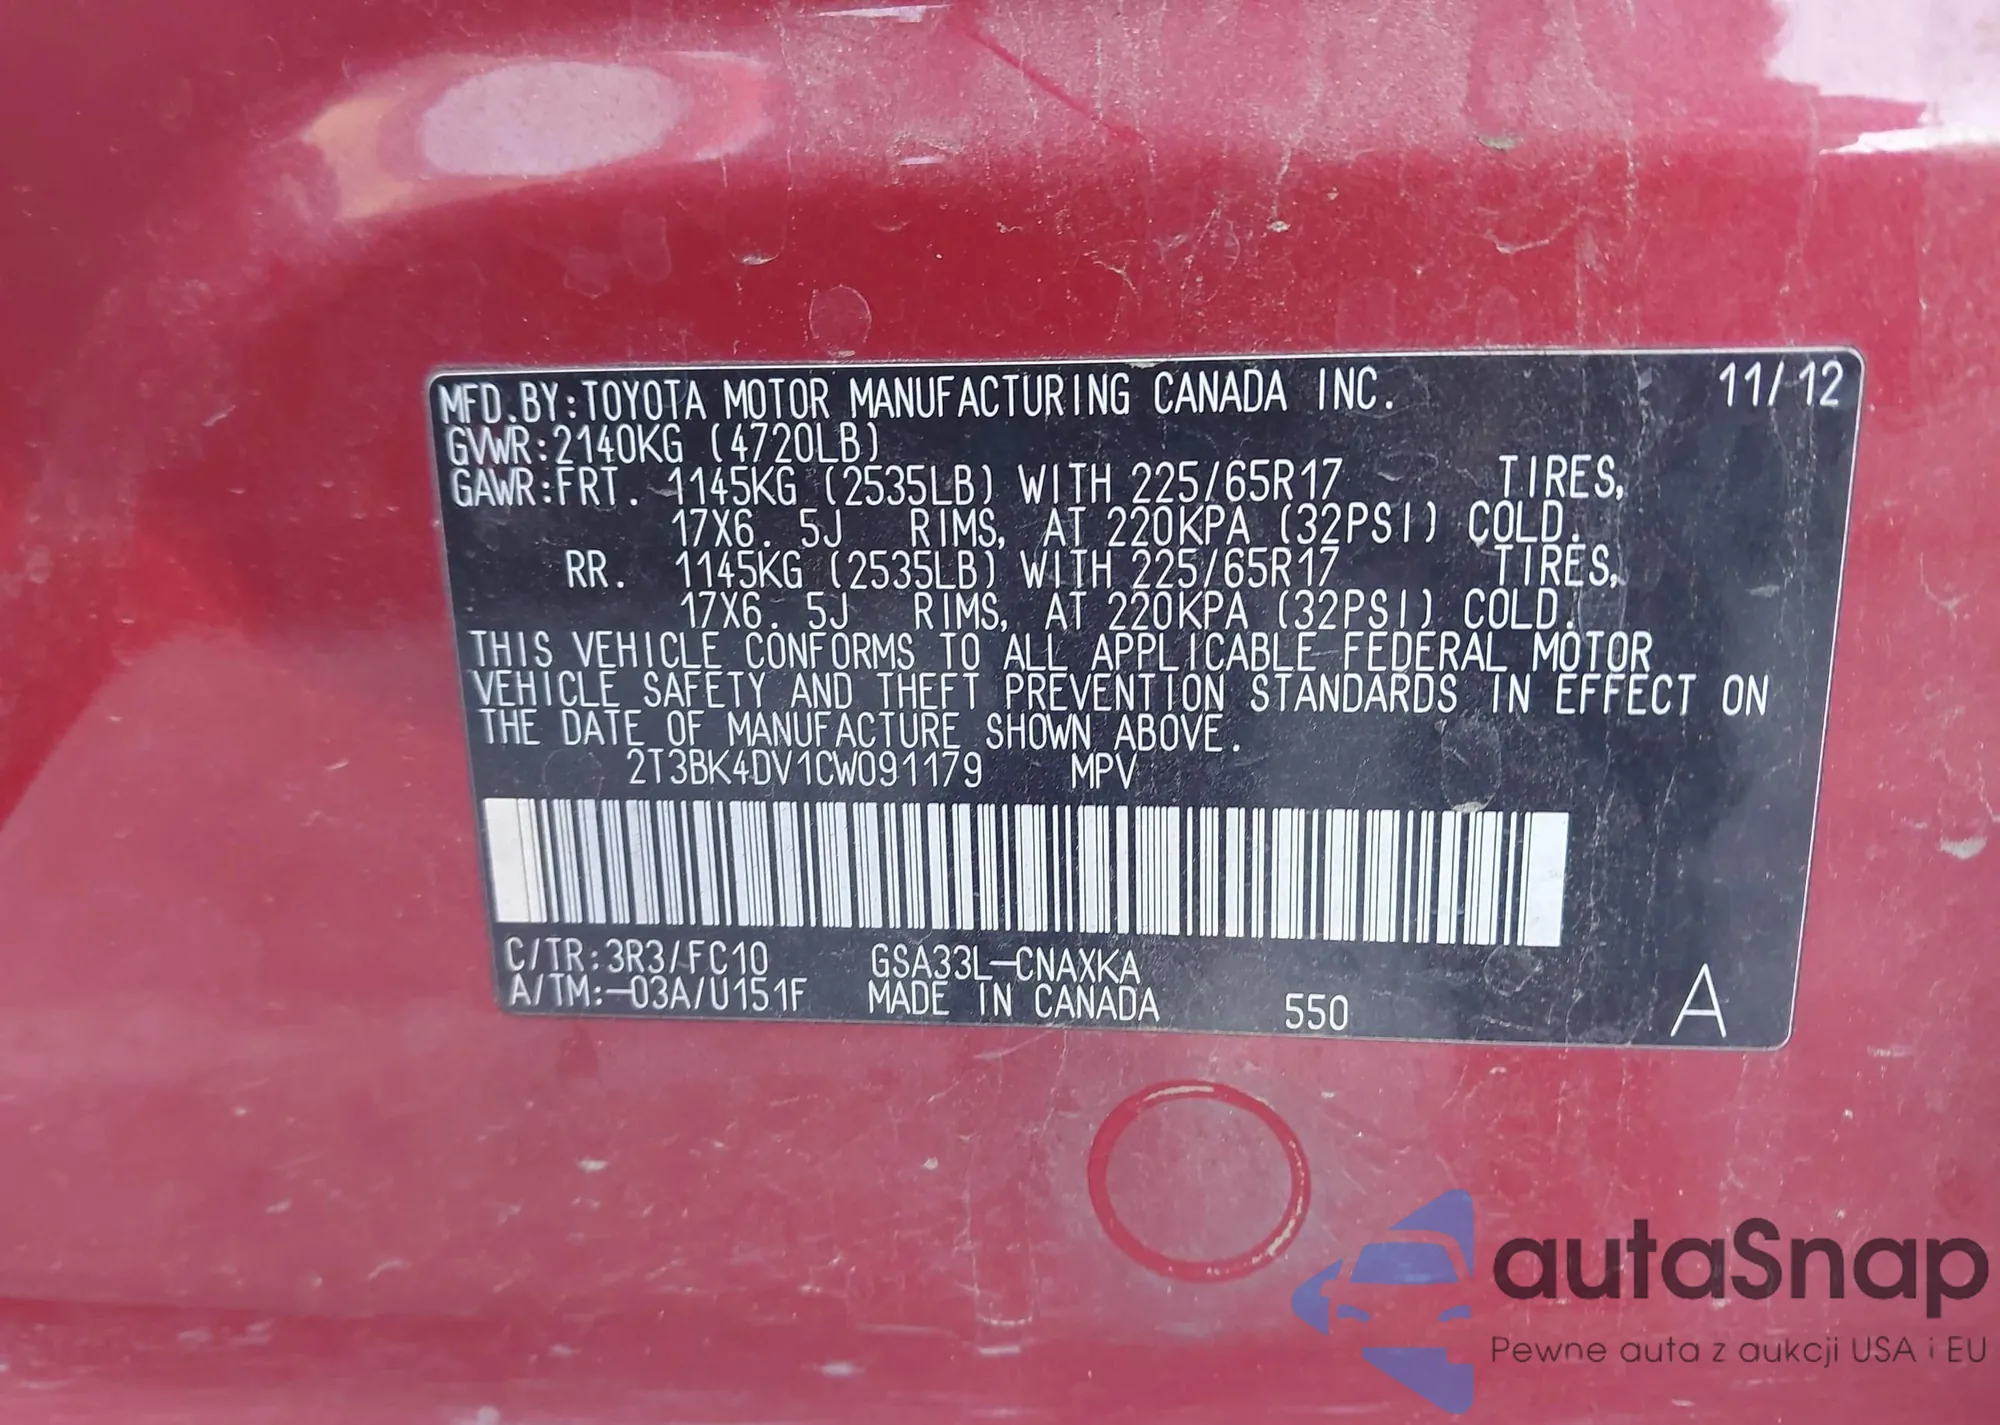 MFD.BY:TOYOTA MOTOR MANUFACTURING CANADA INC. 11/12
GVWR:2140KG (4720LB)
GAWR:FRT. 1145KG (2535LB) WITH 225/65R17 TIRES,
17X6. 5J RIMS, AT 220KPA (32PSI) COLD.
RR. 1145KG (2535LB) WITH 225/65R17 TIRES,
17X6. 5J RIMS, AT 220KPA (32PSI) COLD.
THIS VEHICLE CONFORMS TO ALL APPLICABLE FEDERAL MOTOR
VEHICLE SAFETY AND THEFT PREVENTION STANDARDS IN EFFECT ON
THE DATE OF MANUFACTURE SHOWN ABOVE.
2T3BK4DV1CW091179 MPV
C/TR:3R3/FC10 GSA33L-CNAXKA
A/TM:-03A/U151F MADE IN CANADA 550 A
autaSnap
Pewne auta z aukcji USA i EU